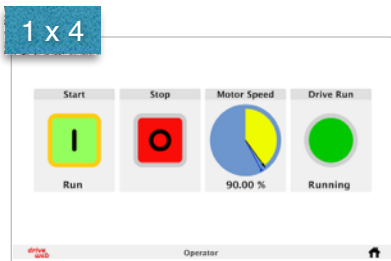 1 x 4
Start Stop Motor Speed Drive Run
I O
Run 90.00 % Running
drive
web
Operator